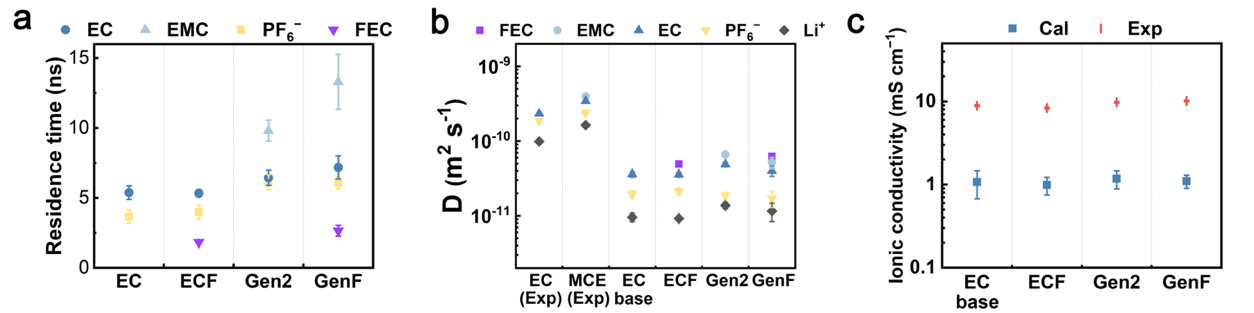 a
EC EMC PF₆⁻ FEC
Residence time (ns)
15
10
5
0
EC ECF Gen2 GenF
b
FEC EMC EC PF₆⁻ Li⁺
D (m² s⁻¹)
10⁻⁹
10⁻¹⁰
10⁻¹¹
EC MCE EC ECF Gen2 GenF
(Exp) (Exp) base
c
Cal Exp
Ionic conductivity (mS cm⁻¹)
10
1
0.1
EC ECF Gen2 GenF
base